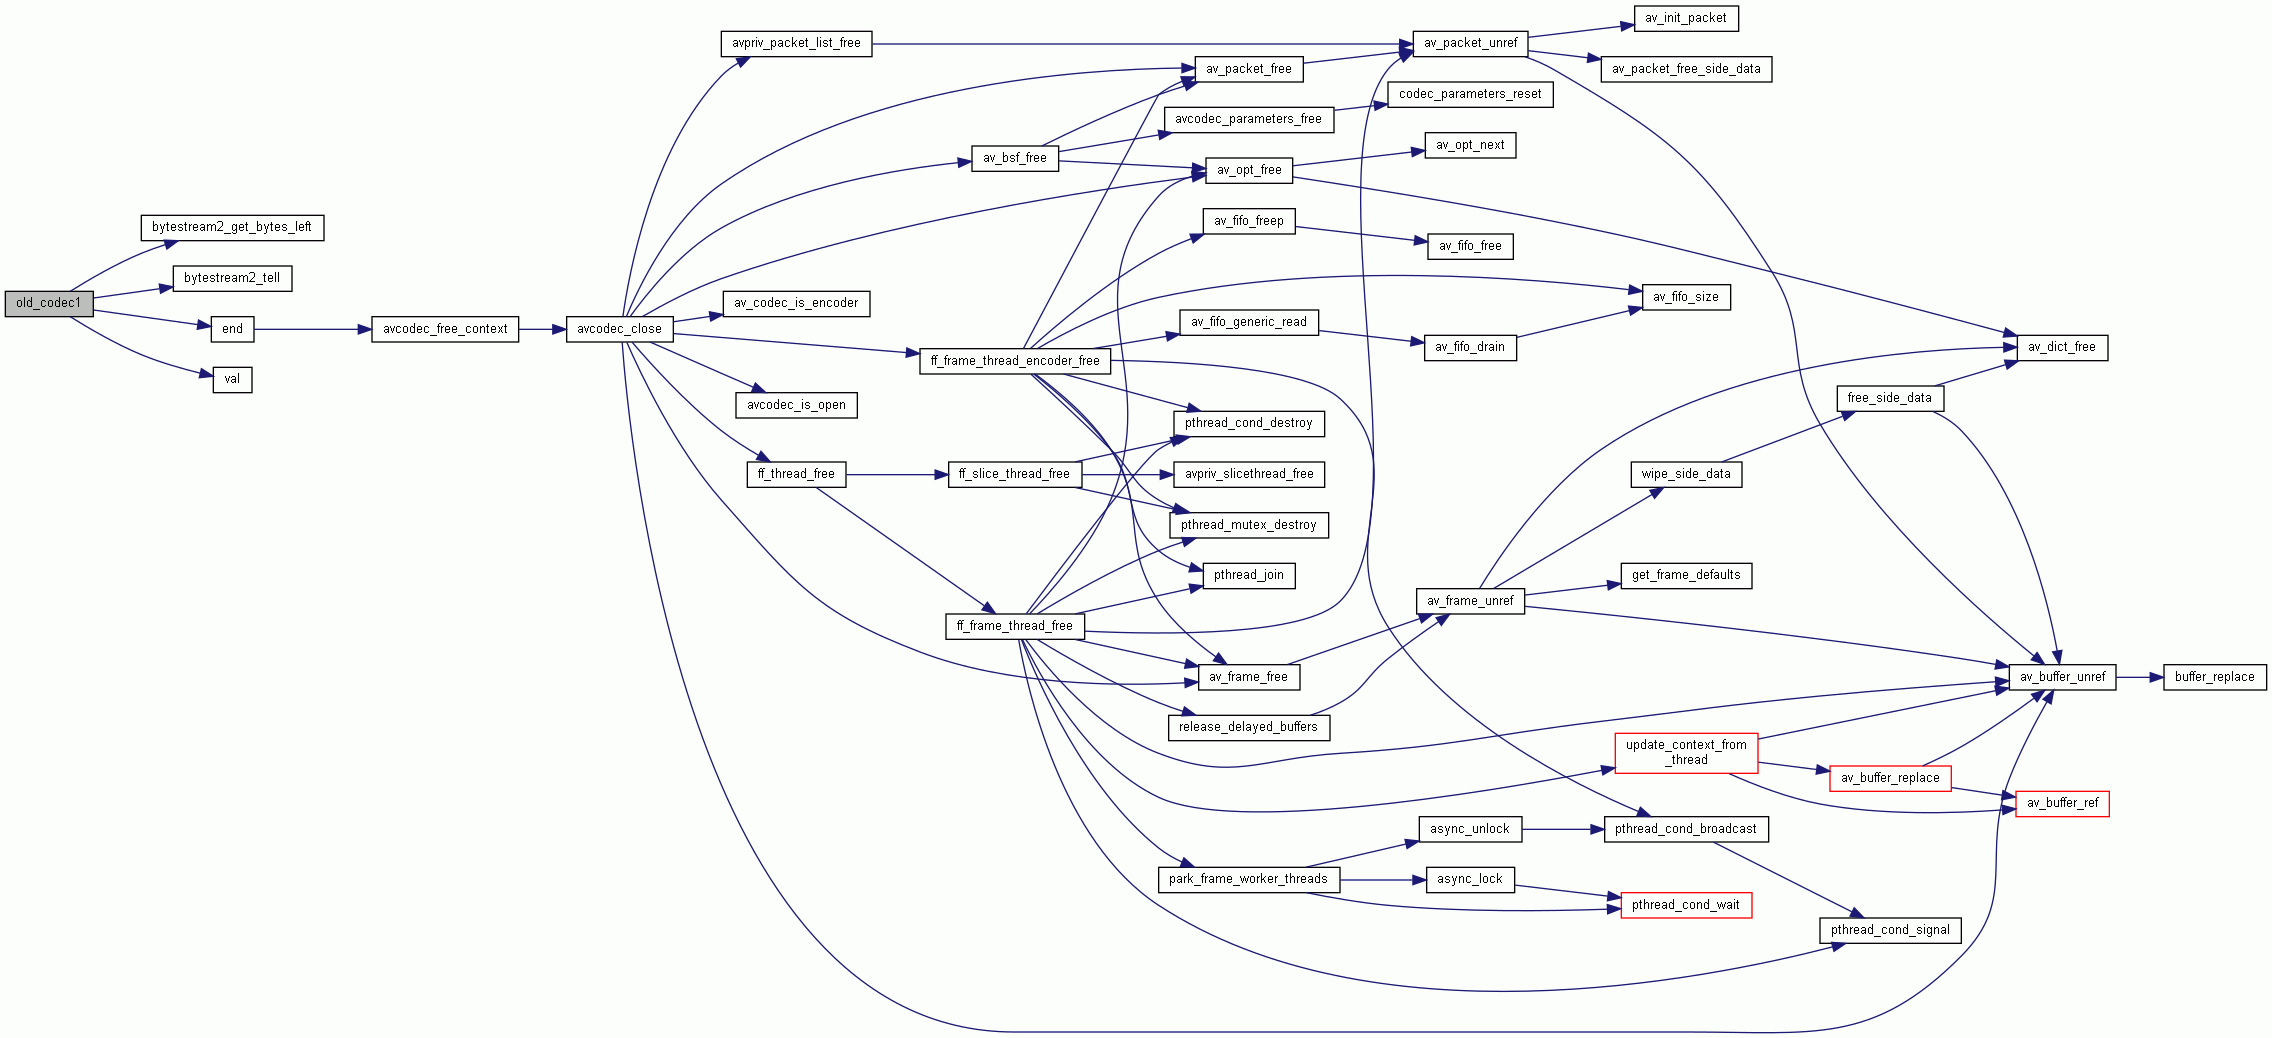 old_codec1
bytestream2_get_bytes_left
bytestream2_tell
end
val
avcodec_free_context
avcodec_close
avpriv_packet_list_free
av_codec_is_encoder
avcodec_is_open
ff_thread_free
av_bsf_free
ff_frame_thread_encoder_free
ff_slice_thread_free
ff_frame_thread_free
av_packet_free
avcodec_parameters_free
av_opt_free
av_fifo_freep
av_fifo_generic_read
pthread_cond_destroy
avpriv_slicethread_free
pthread_mutex_destroy
pthread_join
av_frame_free
release_delayed_buffers
park_frame_worker_threads
av_packet_unref
codec_parameters_reset
av_opt_next
av_fifo_free
av_fifo_drain
av_frame_unref
async_unlock
async_lock
av_init_packet
av_packet_free_side_data
av_fifo_size
wipe_side_data
get_frame_defaults
update_context_from
_thread
pthread_cond_broadcast
pthread_cond_wait
free_side_data
av_buffer_replace
pthread_cond_signal
av_dict_free
av_buffer_unref
av_buffer_ref
buffer_replace